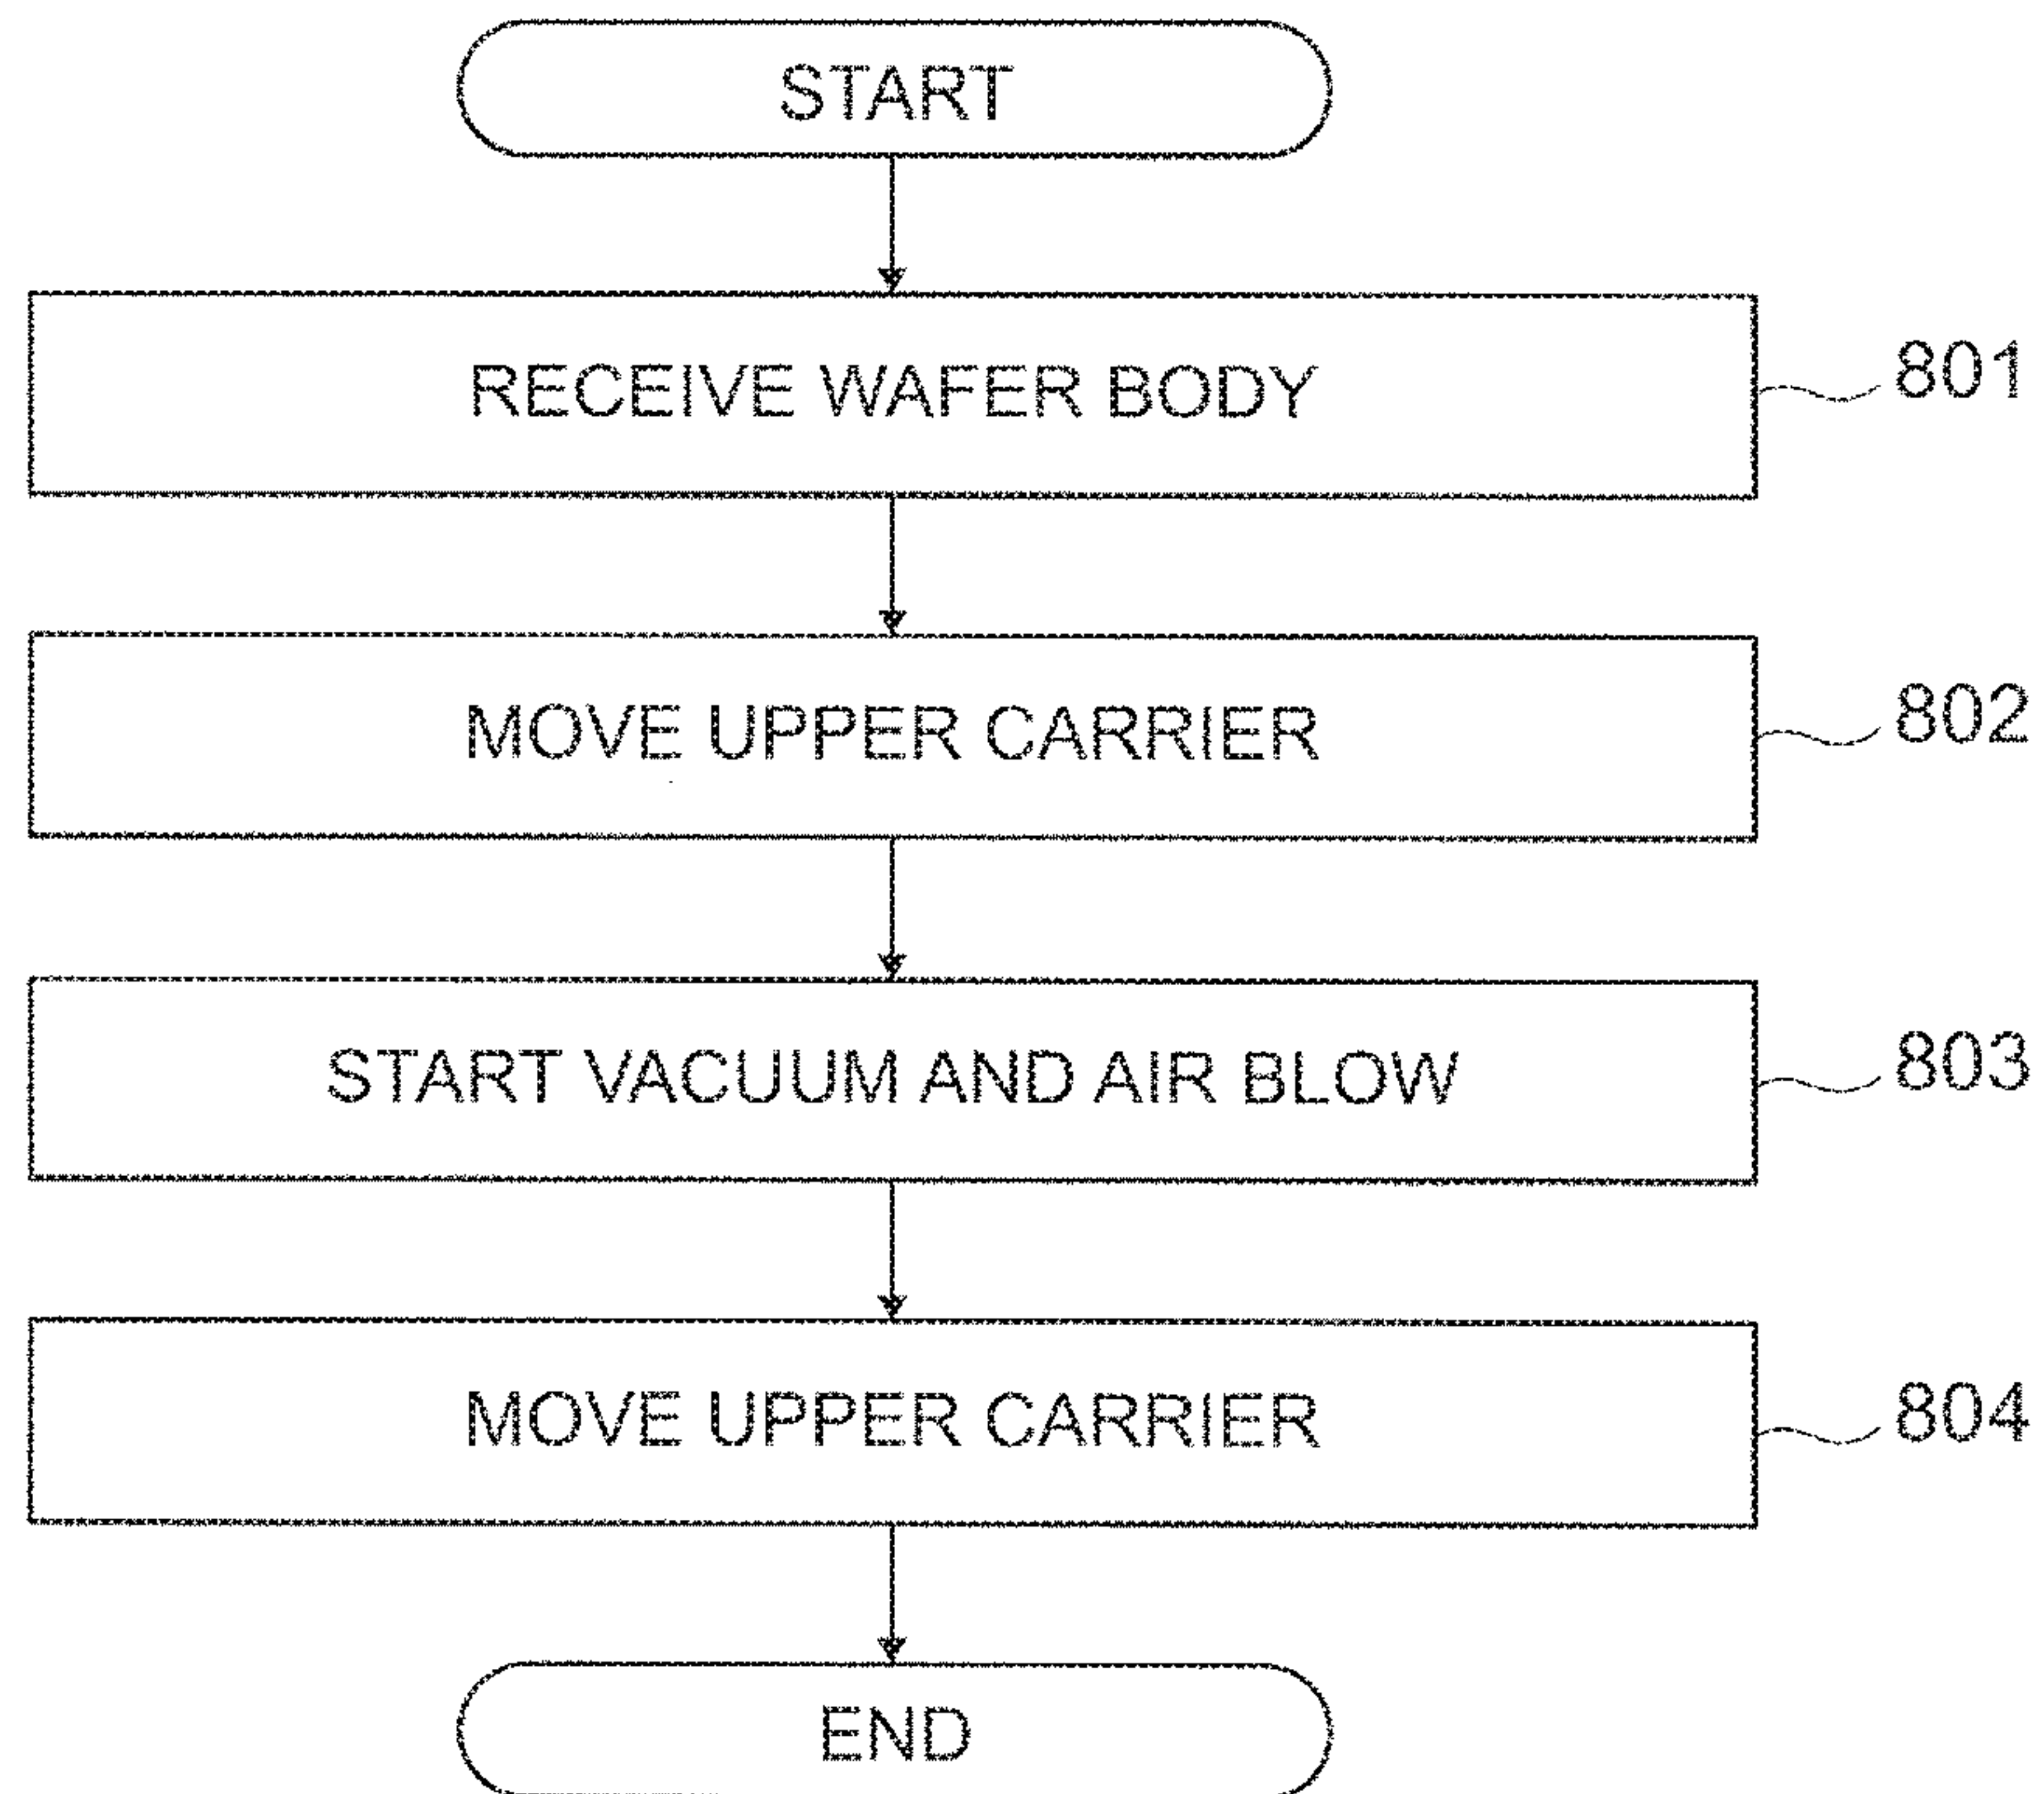 START
RECEIVE WAFER BODY
801
MOVE UPPER CARRIER
802
START VACUUM AND AIR BLOW
803
MOVE UPPER CARRIER
804
END